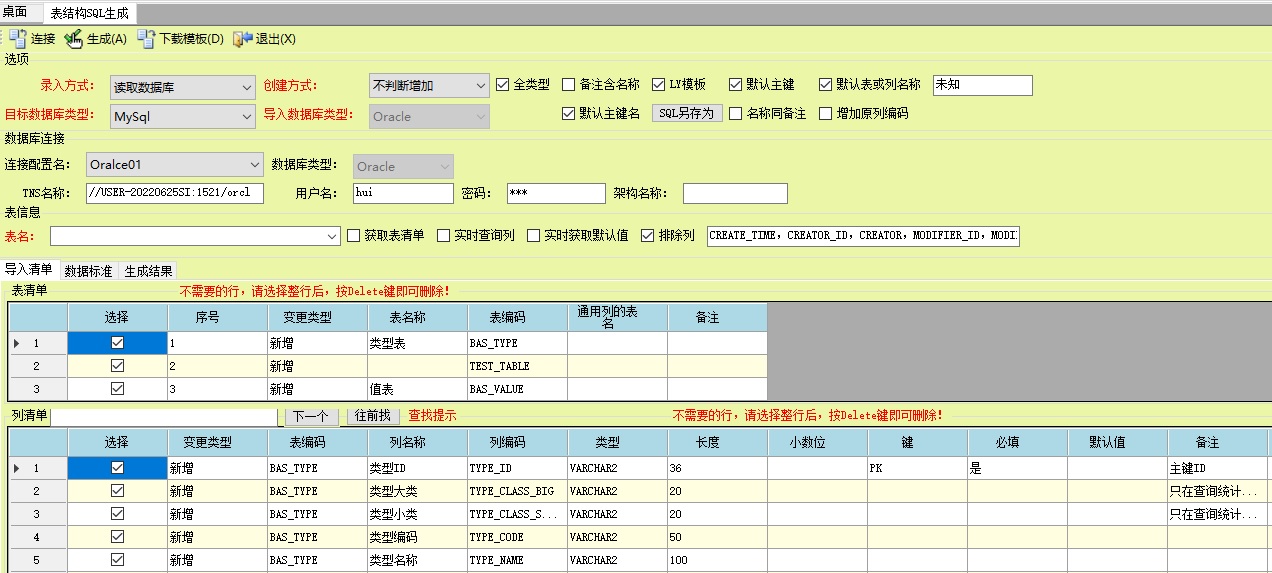 桌面 表结构SQL生成
连接 生成(A) 下载模板(D) 退出(X)
选项
录入方式： 读取数据库 创建方式： 不判断增加 全类型 备注含名称 LY模板 默认主键 默认表或列名称 未知
目标数据库类型： MySql 导入数据库类型： Oracle 默认主键名 SQL另存为 名称同备注 增加原列编码
数据库连接
连接配置名： Oralce01 数据库类型： Oracle
TNS名称： //USER-20220625SI:1521/orcl 用户名： hui 密码： *** 架构名称：
表信息
表名： 获取表清单 实时查询列 实时获取默认值 排除列 CREATE_TIME,CREATOR_ID,CREATOR,MODIFIER_ID,MODI
导入清单 数据标准 生成结果
表清单 不需要的行，请选择整行后，按Delete键即可删除！
选择 序号 变更类型 表名称 表编码 通用列的表名 备注
1 1 新增 类型表 BAS_TYPE
2 2 新增 TEST_TABLE
3 3 新增 值表 BAS_VALUE
列清单 下一个 往前找 查找提示 不需要的行，请选择整行后，按Delete键即可删除！
选择 变更类型 表编码 列名称 列编码 类型 长度 小数位 键 必填 默认值 备注
1 新增 BAS_TYPE 类型ID TYPE_ID VARCHAR2 36 PK 是 主键ID
2 新增 BAS_TYPE 类型大类 TYPE_CLASS_BIG VARCHAR2 20 只在查询统计...
3 新增 BAS_TYPE 类型小类 TYPE_CLASS_S... VARCHAR2 20 只在查询统计...
4 新增 BAS_TYPE 类型编码 TYPE_CODE VARCHAR2 50
5 新增 BAS_TYPE 类型名称 TYPE_NAME VARCHAR2 100